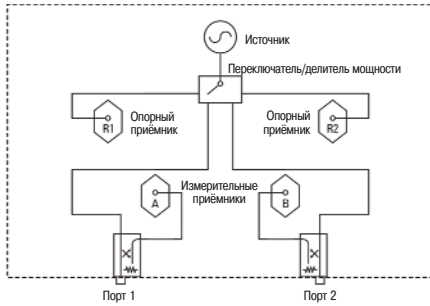 Источник
Переключатель/делитель мощности
Опорный
приёмник
R1
Опорный
приёмник
R2
Измерительные
приёмники
A
B
Порт 1
Порт 2